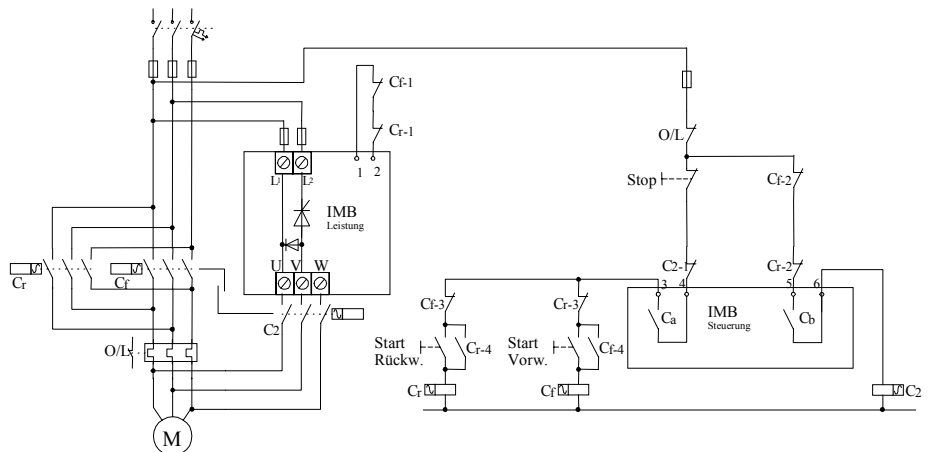 Cf-1
Cr-1
O/L
L1 L2
1 2
Stop
Cf-2
IMB
Leistung
U V W
C2-1
Cr-2
Cr
Cf
3 4 5 6
Cf-3
Cr-3
Ca
IMB
Steuerung
Cb
C2
O/L
Start
Rückw.
Cr-4
Start
Vorw.
Cf-4
Cr
Cf
C2
M